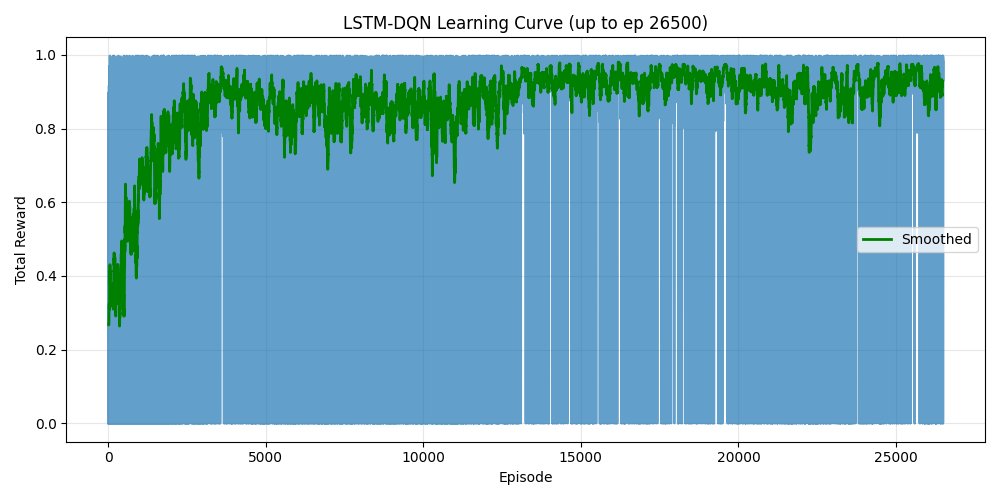 LSTM-DQN Learning Curve (up to ep 26500)
1.0
0.8
0.6
0.4
0.2
0.0
Total Reward
Smoothed
0 5000 10000 15000 20000 25000
Episode